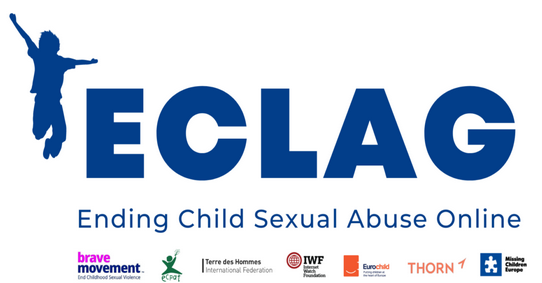 ECLAG
Ending Child Sexual Abuse Online
brave
movement
End Childhood Sexual Violence
ecpat
Terre des Hommes
International Federation
IWF
Internet
Watch
Foundation
Eurochild
THORN
Missing
Children
Europe